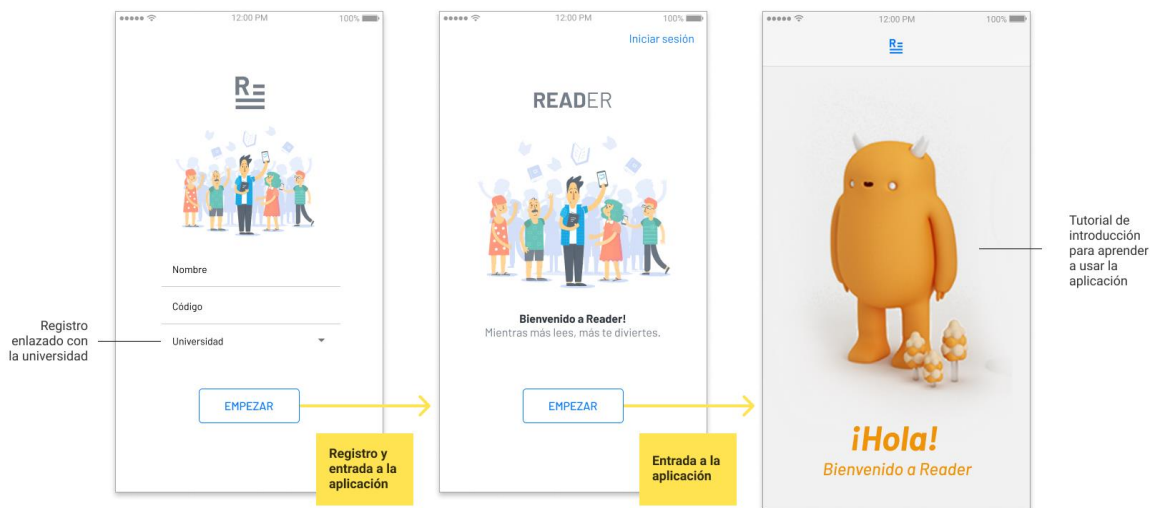 12:00 PM
100%
R
Nombre
Código
Universidad
EMPEZAR
Registro
enlazado con
la universidad
Registro y
entrada a la
aplicación
12:00 PM
100%
Iniciar sesión
READER
Bienvenido a Reader!
Mientras más lees, más te diviertes.
EMPEZAR
Entrada a la
aplicación
12:00 PM
100%
R
¡Hola!
Bienvenido a Reader
Tutorial de
introducción
para aprender
a usar la
aplicación